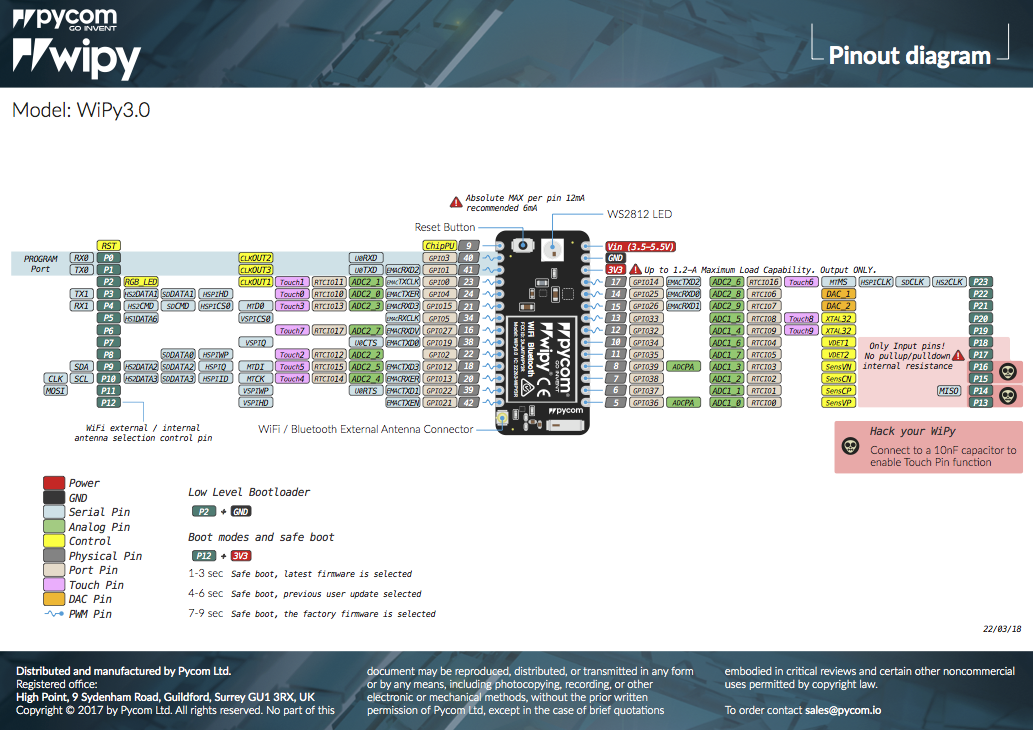 pycom
GO INVENT
wipy
Pinout diagram
Model: WiPy3.0
Absolute MAX per pin 12mA
recommended 6mA
Reset Button
WS2812 LED
RST ChipPU 9
PROGRAM
Port
RX0 P0 CLKOUT2 U0RXD GPIO3 40
TX0 P1 CLKOUT3 U0TXD EMACRXD2 GPIO1 41
P2 RGB_LED CLKOUT1 Touch1 RTCIO11 ADC2_1 EMACTXCLK GPIO0 23
TX1 P3 HS2DATA1 SDDATA1 HSPIHD Touch0 RTCIO10 ADC2_0 EMACRXD3 GPIO4 24
RX1 P4 HS2CMD SDCMD HSPICS0 MTDO Touch3 RTCIO13 ADC2_3 EMACRXD3 GPIO15 21
P5 HS1DATA6 VSPICS0 EMACRXCLK GPIO5 34
P6 Touch7 RTCIO17 ADC2_7 EMACRXDV GPIO27 16
P7 VSPIQ U0CTS EMACTXD0 GPIO19 38
P8 SDDATA0 HSPIWP Touch2 RTCIO12 ADC2_2 GPIO2 22
SDA P9 HS2DATA2 SDDATA2 HSPIQ MTDI Touch5 RTCIO15 ADC2_5 EMACTXD3 GPIO12 18
CLK SCL P10 HS2DATA3 SDDATA3 HSPIID MTCK Touch4 RTCIO14 ADC2_4 EMACRXER GPIO13 20
MOSI P11 VSPIWP U0RTS EMACTXD1 GPIO22 39
P12 VSPIHD EMACTXEN GPIO21 42
Vin (3.5–5.5V)
GND
3V3 Up to 1.2–A Maximum Load Capability. Output ONLY.
17 GPIO14 EMACTXD2 ADC2_6 RTCIO16 Touch6 MTMS HSPICLK SDCLK HS2CLK P23
14 GPIO25 EMACRXD0 ADC2_8 RTCIO6 DAC_1 P22
15 GPIO26 EMACRXD1 ADC2_9 RTCIO7 DAC_2 P21
13 GPIO33 ADC1_5 RTCIO8 Touch8 XTAL32 P20
12 GPIO32 ADC1_4 RTCIO9 Touch9 XTAL32 P19
10 GPIO34 ADC1_6 RTCIO4 VDET1 P18
11 GPIO35 ADC1_7 RTCIO5 VDET2 P17
8 GPIO39 ADCPA ADC1_3 RTCIO3 SensVN P16
7 GPIO38 ADC1_2 RTCIO2 SensCN P15
6 GPIO37 ADC1_1 RTCIO1 SensCP MISO P14
5 GPIO36 ADCPA ADC1_0 RTCIO0 SensVP P13
Only Input pins!
No pullup/pulldown
internal resistance
pycom
GO INVENT
wipy
WiFi Bluetooth
pycom
WiFi external / internal
antenna selection control pin
WiFi / Bluetooth External Antenna Connector
Hack your WiPy
Connect to a 10nF capacitor to
enable Touch Pin function
Power
GND
Serial Pin
Analog Pin
Control
Physical Pin
Port Pin
Touch Pin
DAC Pin
PWM Pin
Low Level Bootloader
P2 + GND
Boot modes and safe boot
P12 + 3V3
1-3 sec Safe boot, latest firmware is selected
4-6 sec Safe boot, previous user update selected
7-9 sec Safe boot, the factory firmware is selected
22/03/18
Distributed and manufactured by Pycom Ltd.
Registered office:
High Point, 9 Sydenham Road, Guildford, Surrey GU1 3RX, UK
Copyright © 2017 by Pycom Ltd. All rights reserved. No part of this
document may be reproduced, distributed, or transmitted in any form
or by any means, including photocopying, recording, or other
electronic or mechanical methods, without the prior written
permission of Pycom Ltd, except in the case of brief quotations
embodied in critical reviews and certain other noncommercial
uses permitted by copyright law.
To order contact sales@pycom.io